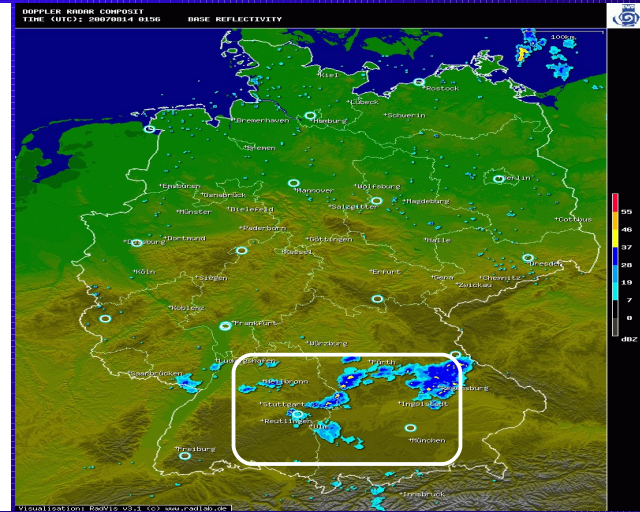 DOPPLER RADAR COMPOSIT
TIME (UTC): 20070814 0156 BASE REFLECTIVITY
100km
Kiel
Rostock
Lübeck
Schwerin
Bremerhaven
Hamburg
Bremen
Berlin
Emsbüren
Hannover
Wolfsburg
Osnabrück
Salzgitter
Magdeburg
Münster
Bielefeld
Cottbus
Paderborn
Duisburg
Dortmund
Göttingen
Halle
Kassel
Dresden
Köln
Siegen
Erfurt
Gera
Chemnitz
Zwickau
Koblenz
Frankfurt
Würzburg
Saarbrücken
Fürth
Heilbronn
Stuttgart
Ingolstadt
Reutlingen
Ulm
München
Freiburg
Innsbruck
55
46
37
28
19
7
0
dBZ
Visualisation: RadVis v3.1 (c) www.radlab.de